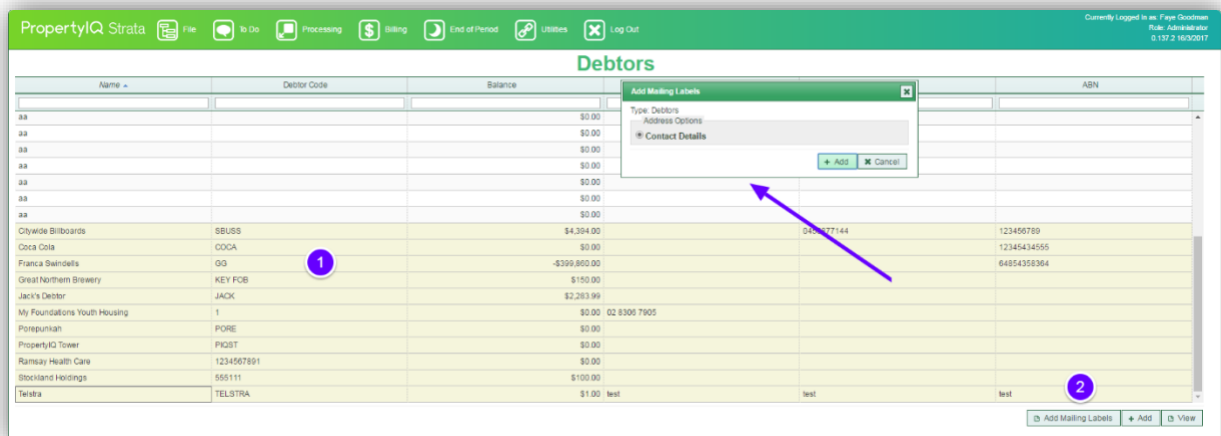 PropertyIQ Strata File To Do Processing $ Billing End of Period Utilities Log Out
Currently Logged in as: Faye Goodman
Role: Administrator
0.137.2 16/3/2017
Debtors
Name Debtor Code Balance ABN
Add Mailing Labels
Type: Debtors
Address Options
Contact Details
+ Add Cancel
aa $0.00
aa $0.00
aa $0.00
aa $0.00
aa $0.00
aa $0.00
aa $0.00
Citywide Billboards SBUSS $4,394.00 123456789
Coca Cola COCA $0.00 12345434555
Franca Swindells GG -$399,860.00 64854358364
1
Great Northern Brewery KEY FOB $150.00
Jack's Debtor JACK $2,283.99
My Foundations Youth Housing 1 $0.00 02 8306 7905
Porepunkah PORE $0.00
PropertyIQ Tower PIQST $0.00
Ramsay Health Care 1234567891 $0.00
Stockland Holdings 555111 $100.00
Telstra TELSTRA $1.00 test test test
2
Add Mailing Labels + Add View